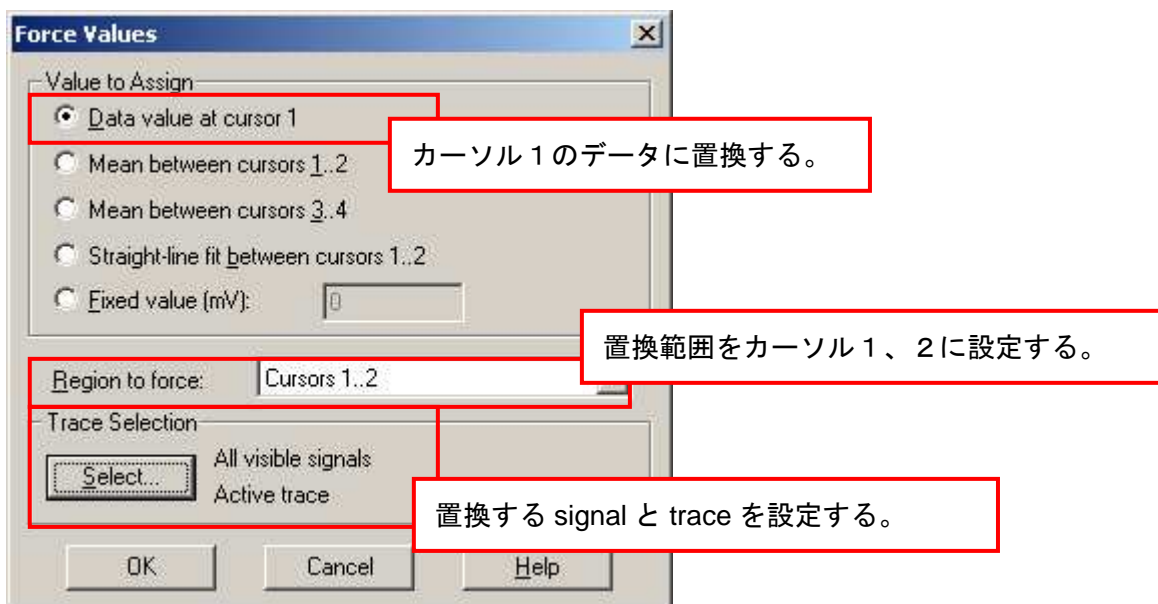 Force Values
Value to Assign
Data value at cursor 1
カーソル１のデータに置換する。
Mean between cursors 1..2
Mean between cursors 3..4
Straight-line fit between cursors 1..2
Fixed value (mV):
0
置換範囲をカーソル１、２に設定する。
Region to force:
Cursors 1..2
Trace Selection
Select...
All visible signals
Active trace
置換する signal と trace を設定する。
OK
Cancel
Help